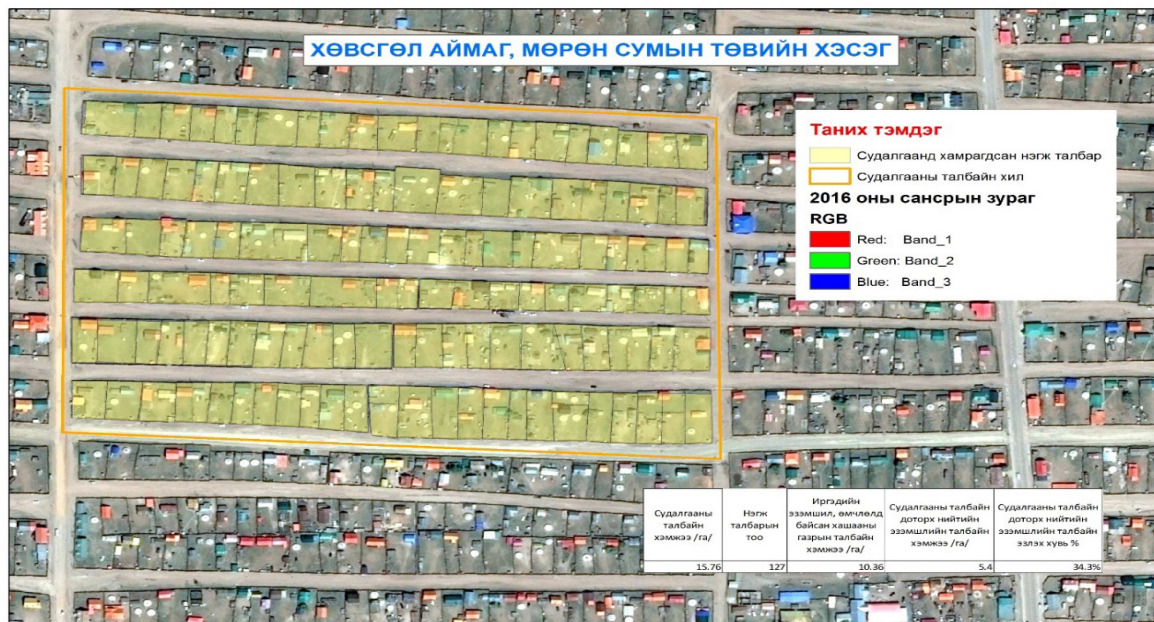 ХӨВСГӨЛ АЙМАГ, МӨРӨН СУМЫН ТӨВИЙН ХЭСЭГ
Таних тэмдэг
Судалгаанд хамрагдсан нэгж талбар
Судалгааны талбайн хил
2016 оны сансрын зураг
RGB
Red: Band_1
Green: Band_2
Blue: Band_3
Судалгааны
талбайн
хэмжээ /га/
Нэгж
талбарын
тоо
Иргэдийн
эзэмшил, өмчлөлд
байсан хашааны
газрын талбайн
хэмжээ /га/
Судалгааны талбайн
доторх нийтийн
эзэмшлийн талбайн
хэмжээ /га/
Судалгааны талбайн
доторх нийтийн
эзэмшлийн талбайн
эзлэх хувь %
15.76 127 10.36 5.4 34.3%